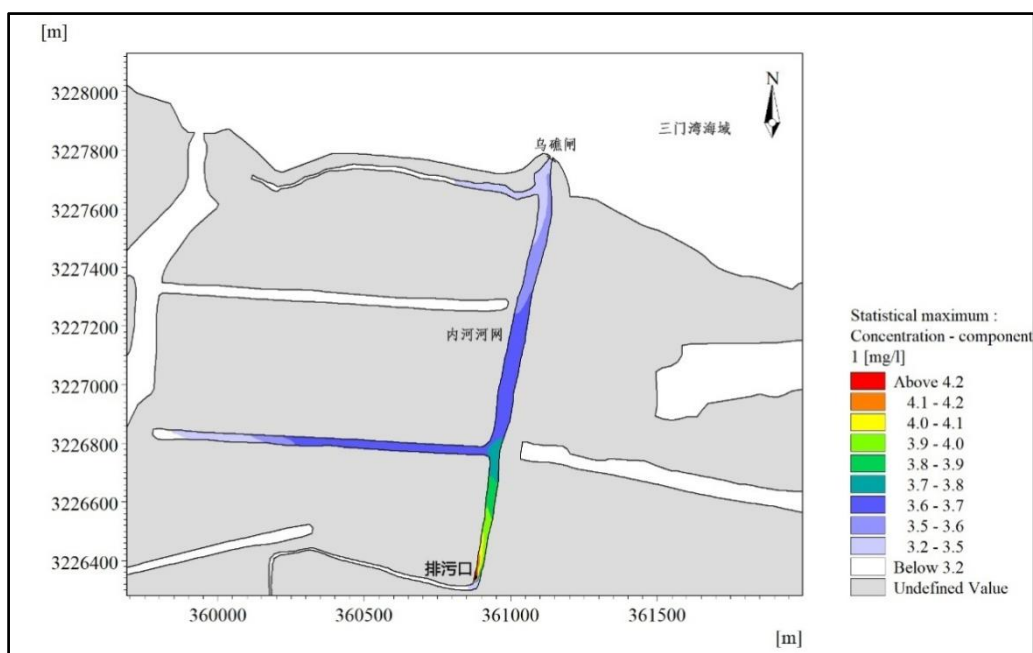 [m]
N
3228000
三门湾海域
乌礁闸
3227800
3227600
3227400
3227200
内河河网
3227000
3226800
3226600
3226400
排污口
360000
360500
361000
361500
[m]
Statistical maximum :
Concentration - component
1 [mg/l]
Above 4.2
4.1 - 4.2
4.0 - 4.1
3.9 - 4.0
3.8 - 3.9
3.7 - 3.8
3.6 - 3.7
3.5 - 3.6
3.2 - 3.5
Below 3.2
Undefined Value